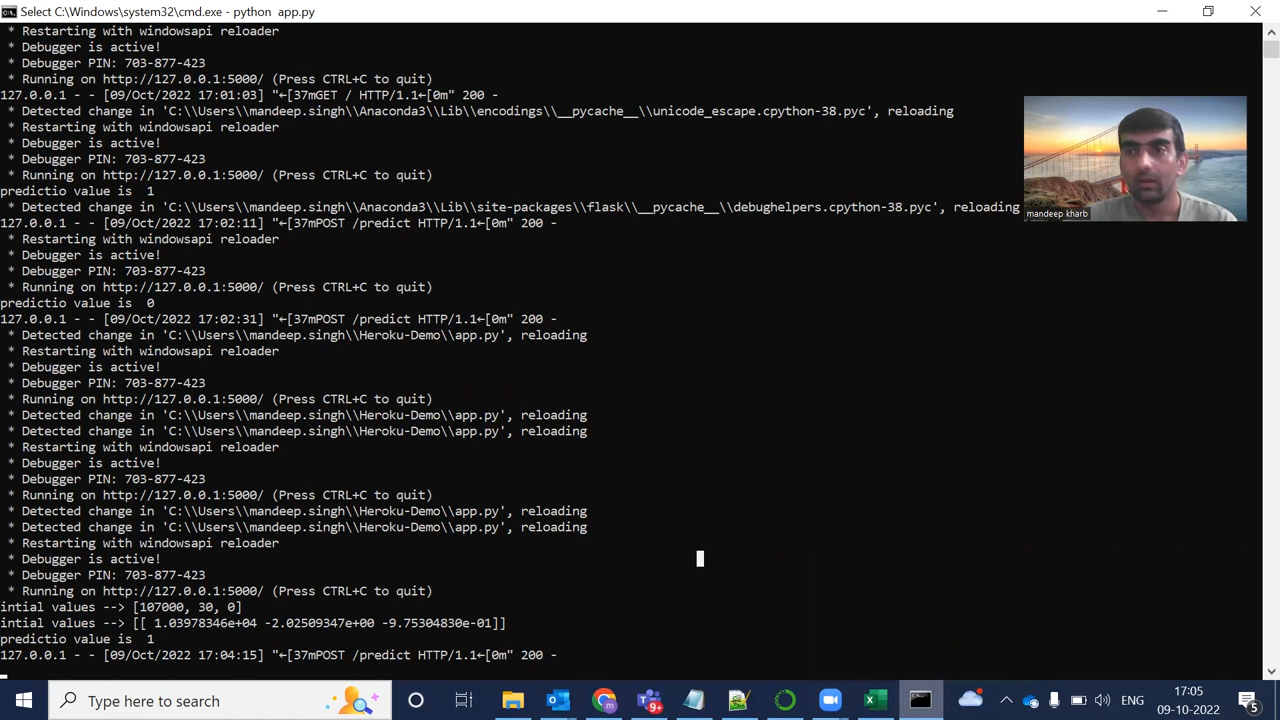 Select C:\Windows\system32\cmd.exe - python  app.py
* Restarting with windowsapi reloader
* Debugger is active!
* Debugger PIN: 703-877-423
* Running on http://127.0.0.1:5000/ (Press CTRL+C to quit)
127.0.0.1 - - [09/Oct/2022 17:01:03] "←[37mGET / HTTP/1.1←[0m" 200 -
* Detected change in 'C:\\Users\\mandeep.singh\\Anaconda3\\Lib\\encodings\\__pycache__\\unicode_escape.cpython-38.pyc', reloading
* Restarting with windowsapi reloader
* Debugger is active!
* Debugger PIN: 703-877-423
* Running on http://127.0.0.1:5000/ (Press CTRL+C to quit)
predictio value is  1
* Detected change in 'C:\\Users\\mandeep.singh\\Anaconda3\\Lib\\site-packages\\flask\\__pycache__\\debughelpers.cpython-38.pyc', reloading
127.0.0.1 - - [09/Oct/2022 17:02:11] "←[37mPOST /predict HTTP/1.1←[0m" 200 -
* Restarting with windowsapi reloader
* Debugger is active!
* Debugger PIN: 703-877-423
* Running on http://127.0.0.1:5000/ (Press CTRL+C to quit)
predictio value is  0
127.0.0.1 - - [09/Oct/2022 17:02:31] "←[37mPOST /predict HTTP/1.1←[0m" 200 -
* Detected change in 'C:\\Users\\mandeep.singh\\Heroku-Demo\\app.py', reloading
* Restarting with windowsapi reloader
* Debugger is active!
* Debugger PIN: 703-877-423
* Running on http://127.0.0.1:5000/ (Press CTRL+C to quit)
* Detected change in 'C:\\Users\\mandeep.singh\\Heroku-Demo\\app.py', reloading
* Detected change in 'C:\\Users\\mandeep.singh\\Heroku-Demo\\app.py', reloading
* Restarting with windowsapi reloader
* Debugger is active!
* Debugger PIN: 703-877-423
* Running on http://127.0.0.1:5000/ (Press CTRL+C to quit)
* Detected change in 'C:\\Users\\mandeep.singh\\Heroku-Demo\\app.py', reloading
* Detected change in 'C:\\Users\\mandeep.singh\\Heroku-Demo\\app.py', reloading
* Restarting with windowsapi reloader
* Debugger is active!
* Debugger PIN: 703-877-423
* Running on http://127.0.0.1:5000/ (Press CTRL+C to quit)
intial values --> [107000, 30, 0]
intial values --> [[ 1.03978346e+04 -2.02509347e+00 -9.75304830e-01]]
predictio value is  1
127.0.0.1 - - [09/Oct/2022 17:04:15] "←[37mPOST /predict HTTP/1.1←[0m" 200 -
mandeep kharb
Type here to search
9+
ENG
17:05
09-10-2022
5